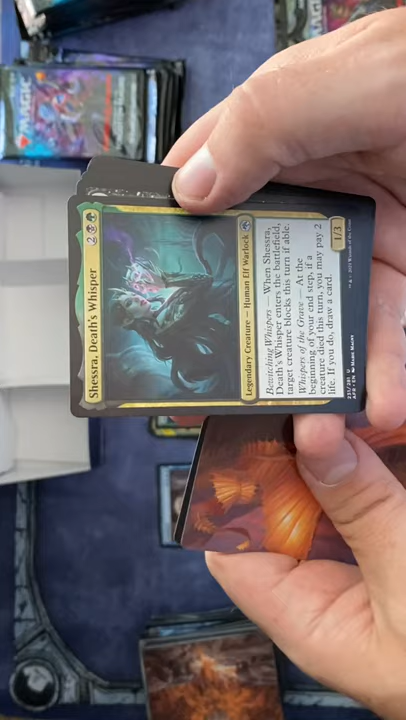 Shessra, Death's Whisper
2
Legendary Creature — Human Elf Warlock
Bewitching Whispers — When Shessra,
Death's Whisper enters the battlefield,
target creature blocks this turn if able.
Whispers of the Grave — At the
beginning of your end step, if a
creature died this turn, you may pay 2
life. If you do, draw a card.
1/3
MAGIC